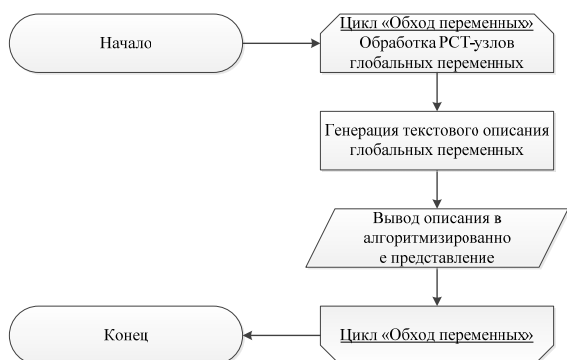 Начало
Цикл «Обход переменных»
Обработка РСТ-узлов
глобальных переменных
Генерация текстового описания
глобальных переменных
Вывод описания в
алгоритмизированно
е представление
Конец
Цикл «Обход переменных»